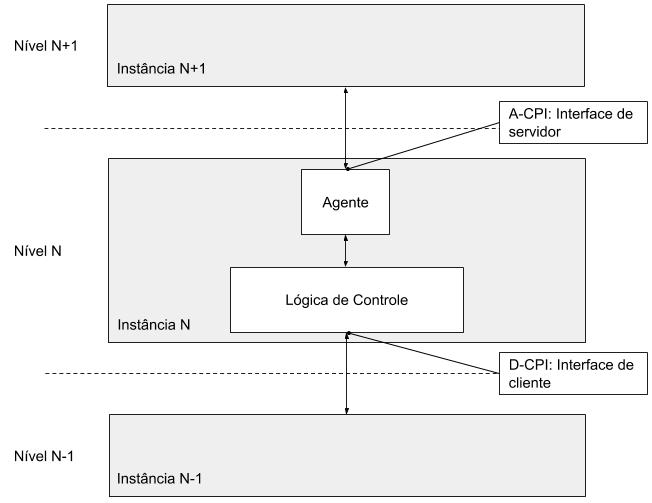 Nível N+1
Instância N+1
A-CPI: Interface de
servidor
Agente
Nível N
Lógica de Controle
Instância N
D-CPI: Interface de
cliente
Nível N-1
Instância N-1